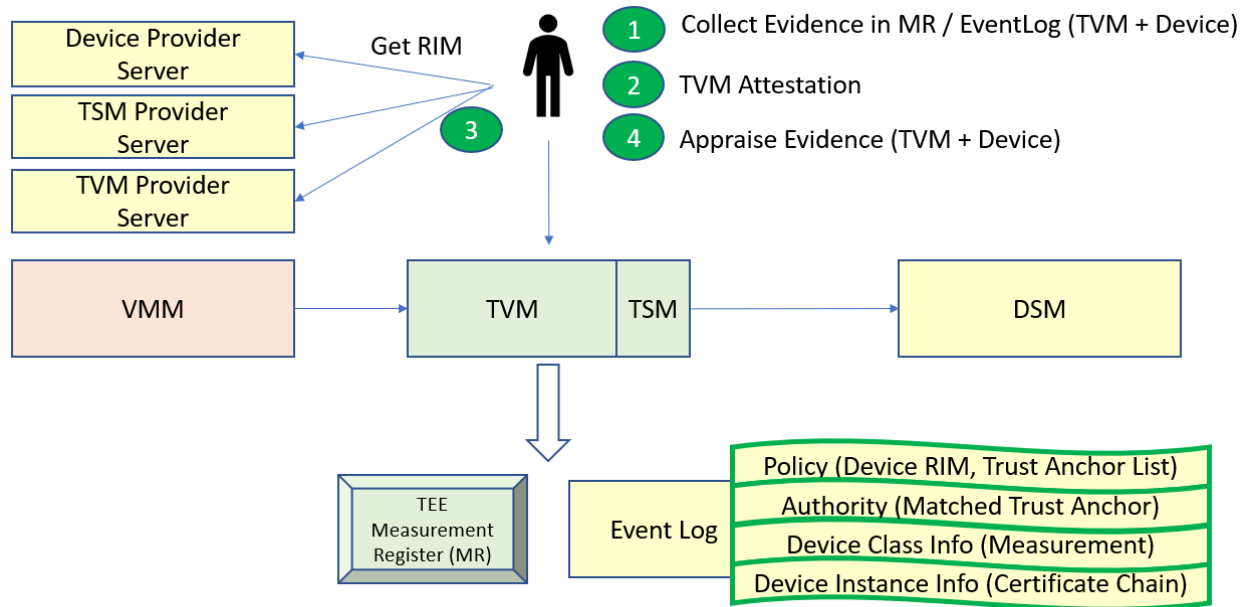 Device Provider
Server
TSM Provider
Server
TVM Provider
Server
Get RIM
3
1 Collect Evidence in MR / EventLog (TVM + Device)
2 TVM Attestation
4 Appraise Evidence (TVM + Device)
VMM
TVM
TSM
DSM
TEE
Measurement
Register (MR)
Event Log
Policy (Device RIM, Trust Anchor List)
Authority (Matched Trust Anchor)
Device Class Info (Measurement)
Device Instance Info (Certificate Chain)